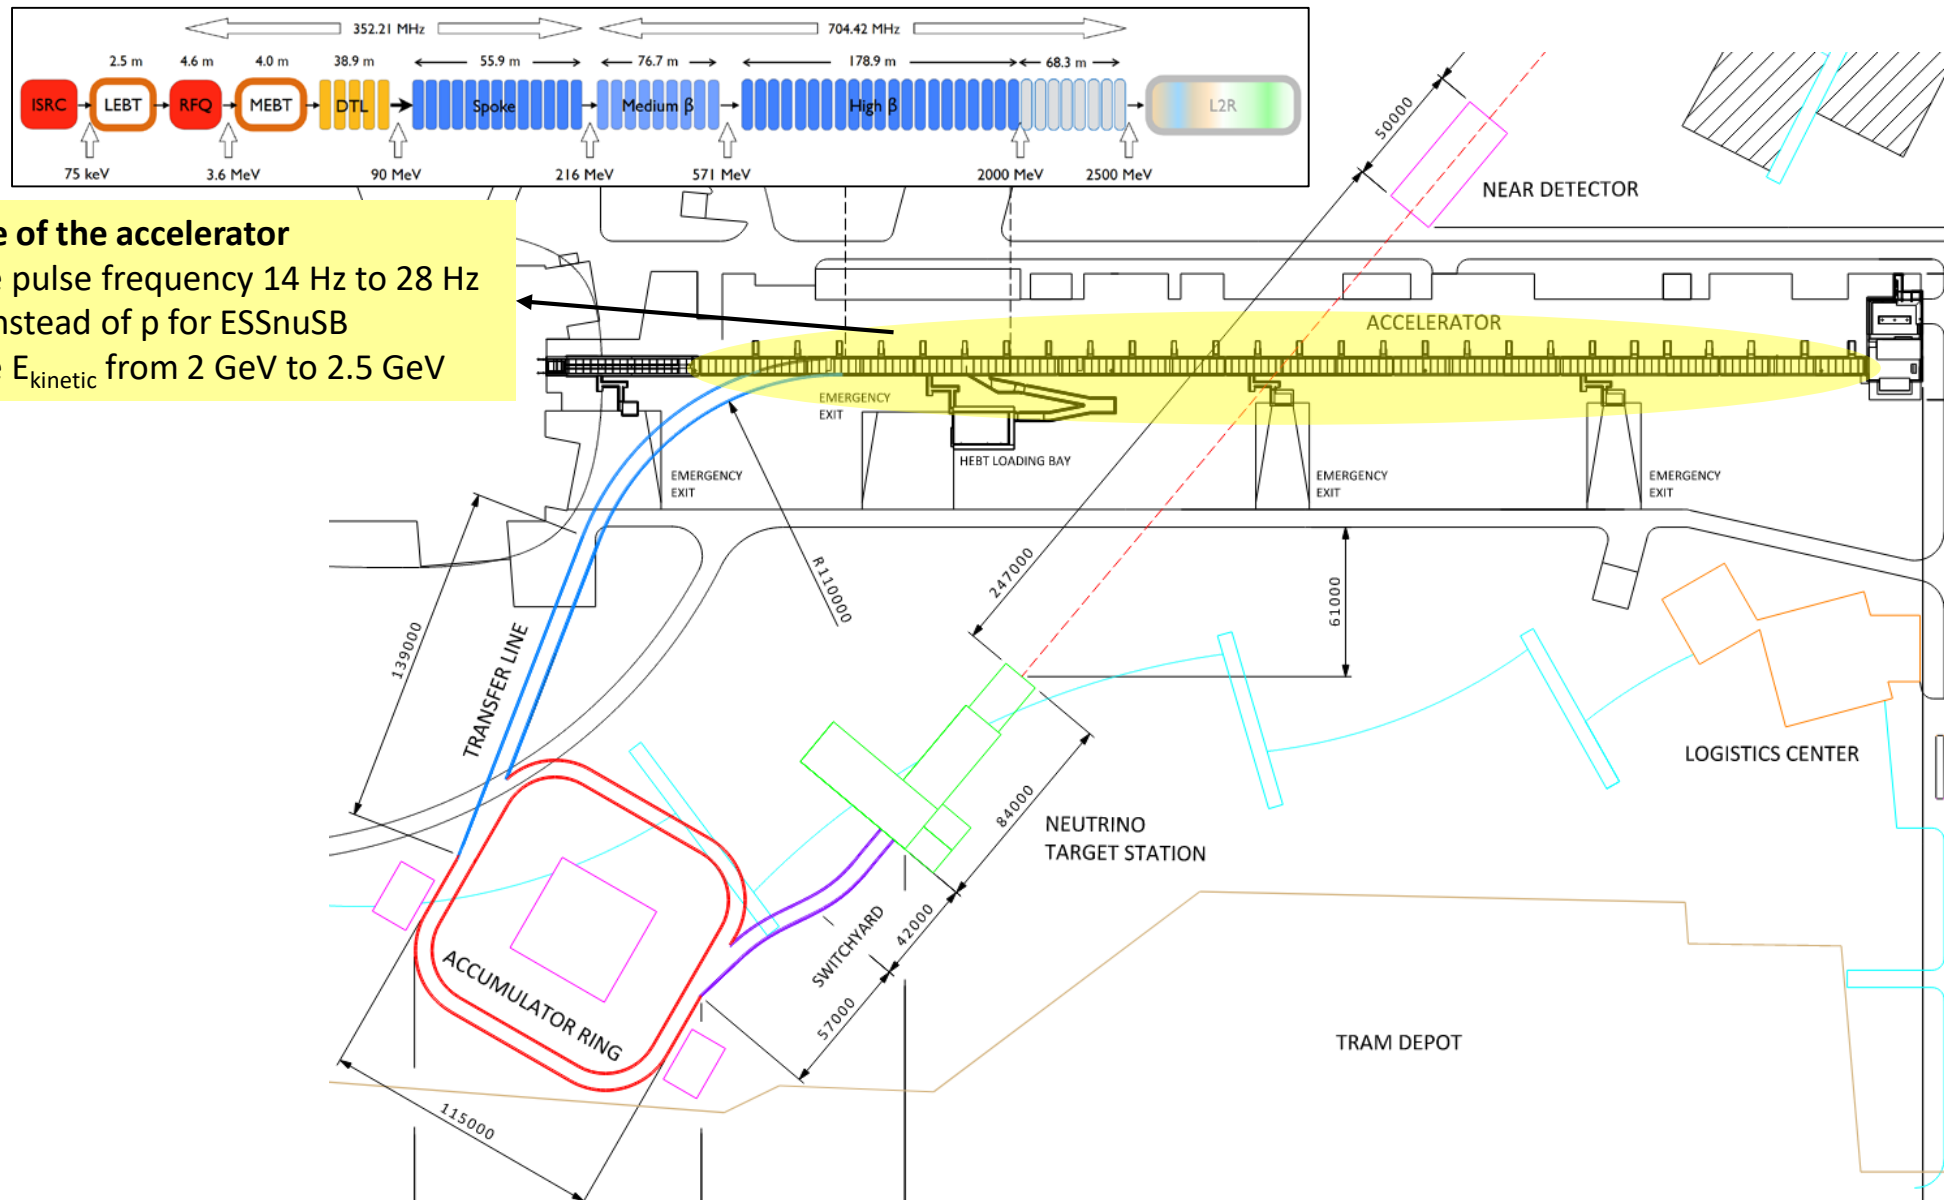 352.21 MHz
704.42 MHz
2.5 m
4.6 m
4.0 m
38.9 m
55.9 m
76.7 m
178.9 m
68.3 m
ISRC
LEBT
RFQ
MEBT
DTL
Spoke
Medium β
High β
L2R
75 keV
3.6 MeV
90 MeV
216 MeV
571 MeV
2000 MeV
2500 MeV
e of the accelerator
e pulse frequency 14 Hz to 28 Hz
nstead of p for ESSnuSB
e Ekinetic from 2 GeV to 2.5 GeV
50000
NEAR DETECTOR
ACCELERATOR
EMERGENCY
EXIT
HEBT LOADING BAY
EMERGENCY
EXIT
EMERGENCY
EXIT
EMERGENCY
EXIT
R110000
247000
61000
139000
TRANSFER LINE
LOGISTICS CENTER
84000
NEUTRINO
TARGET STATION
SWITCHYARD
42000
57000
ACCUMULATOR RING
115000
TRAM DEPOT